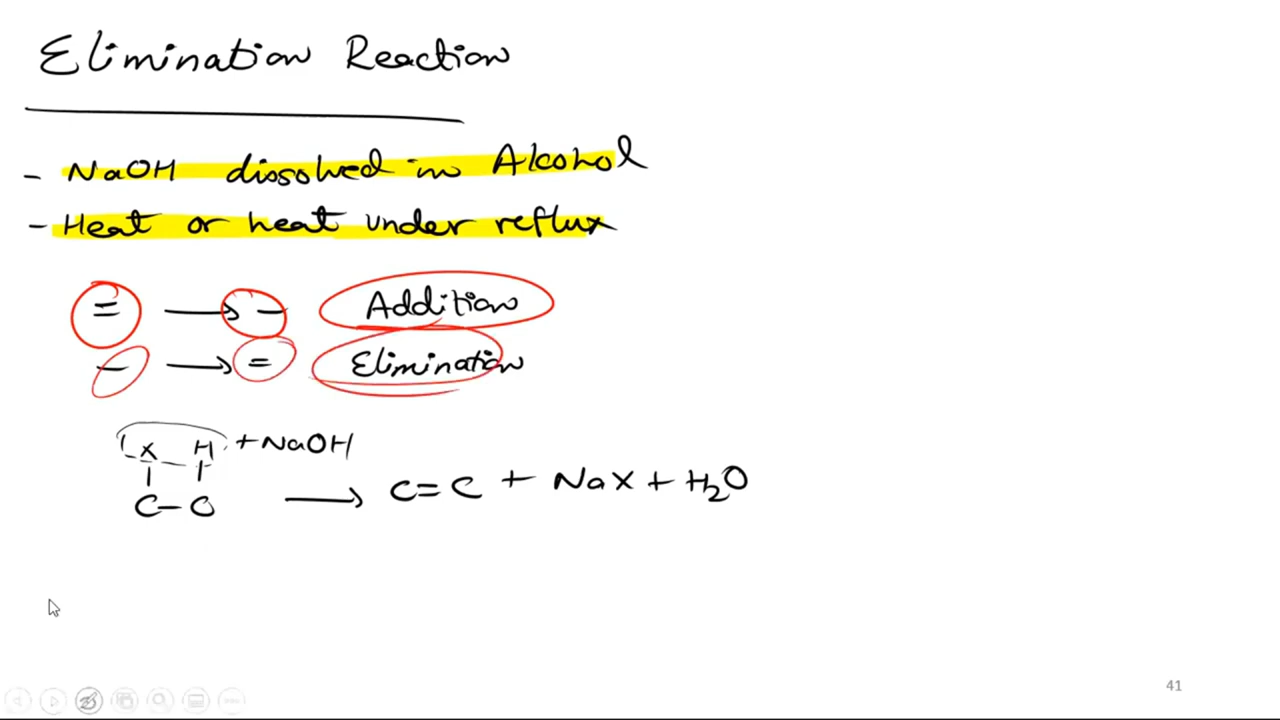 Elimination Reaction
- NaOH dissolved in Alcohol
- Heat or heat under reflux
= → - Addition
- → = Elimination
X H + NaOH
C-O → C=C + NaX + H2O
41